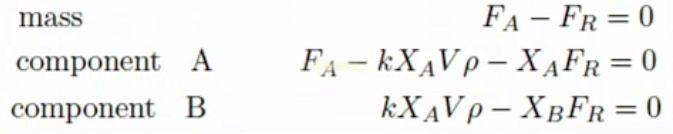 mass F_A − F_R = 0
component A F_A − kX_AVρ − X_AF_R = 0
component B kX_AVρ − X_BF_R = 0